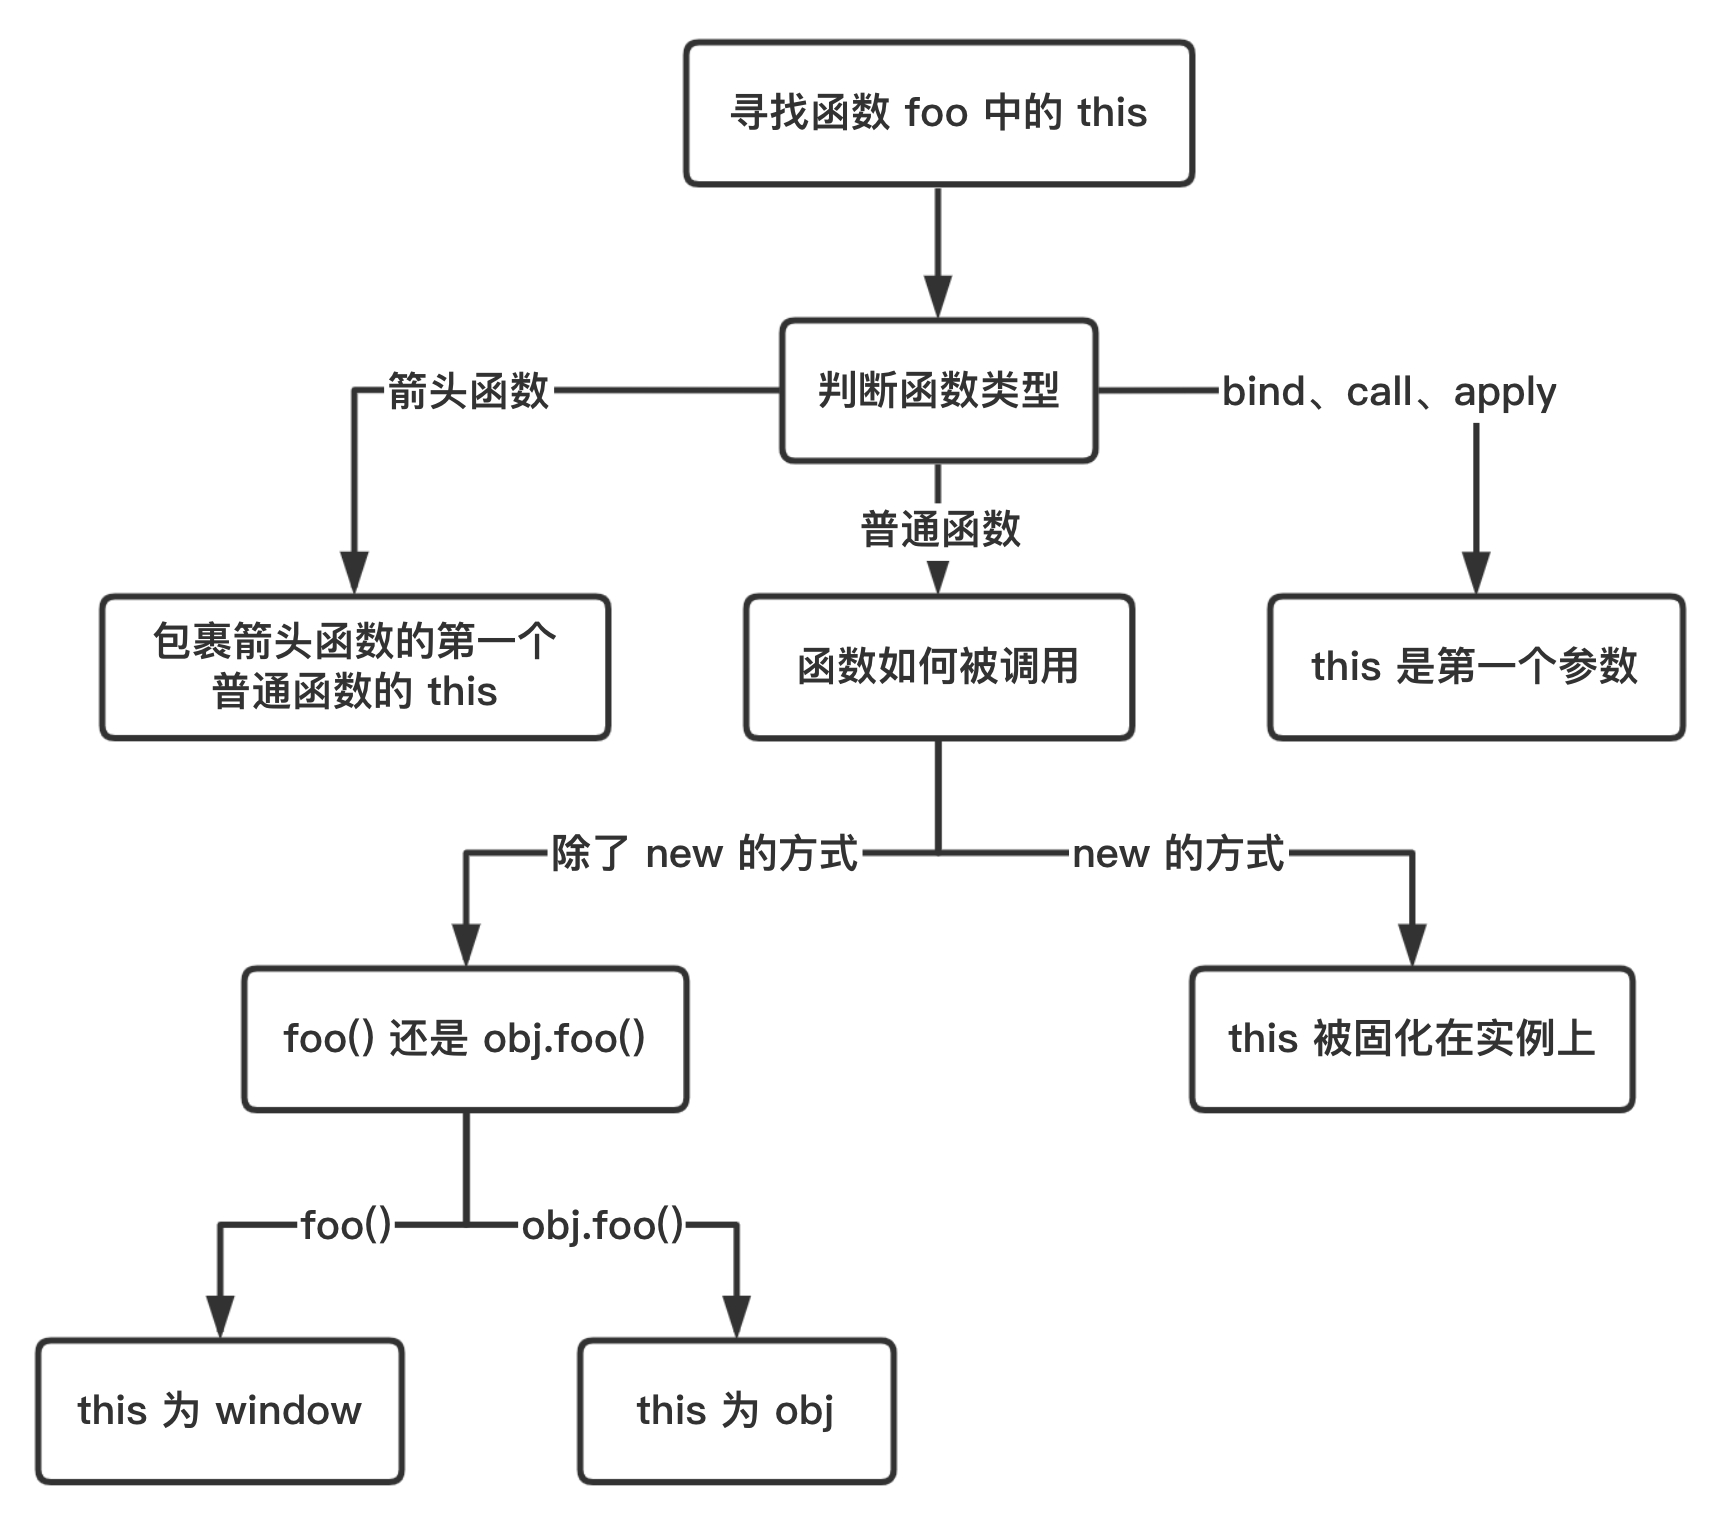 寻找函数 foo 中的 this
箭头函数
判断函数类型
bind、call、apply
普通函数
包裹箭头函数的第一个
普通函数的 this
函数如何被调用
this 是第一个参数
除了 new 的方式
new 的方式
foo() 还是 obj.foo()
this 被固化在实例上
foo()
obj.foo()
this 为 window
this 为 obj